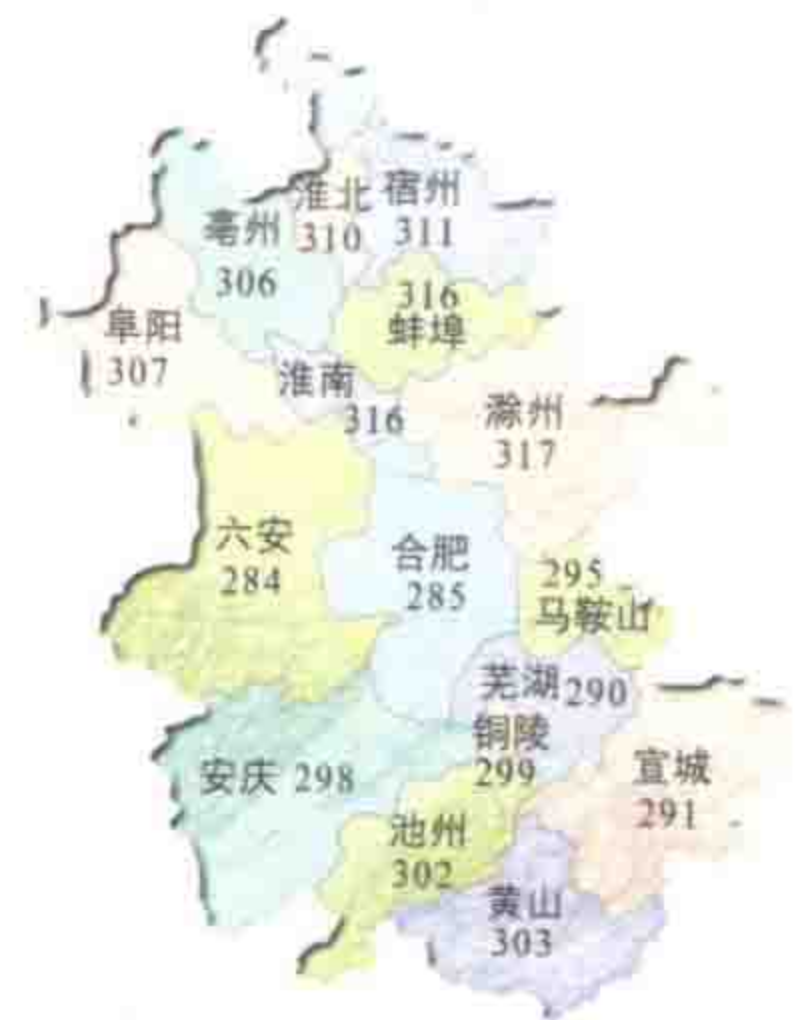 淮北
310
宿州
311
亳州
306
316
蚌埠
阜阳
307
淮南
316
滁州
317
六安
284
合肥
285
295
马鞍山
芜湖 290
铜陵
299
安庆 298
宣城
291
池州
302
黄山
303